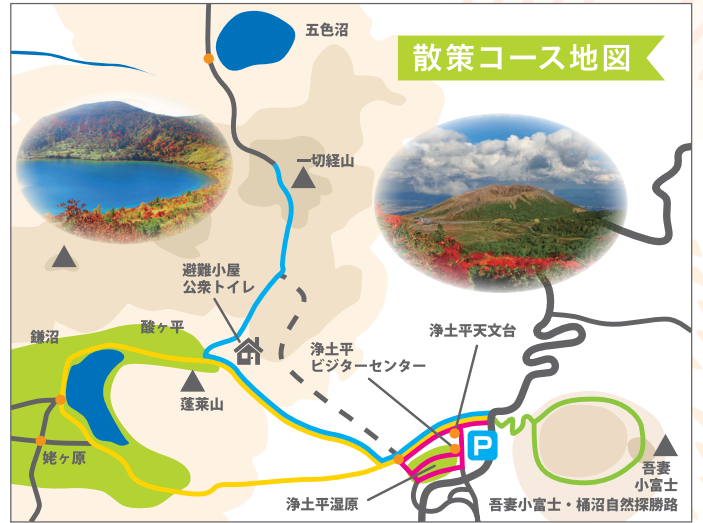 五色沼
散策コース地図
一切経山
避難小屋
公衆トイレ
酸ヶ平
鎌沼
浄土平天文台
浄土平
ビジターセンター
蓬莱山
P
姥ヶ原
吾妻
小富士
浄土平湿原
吾妻小富士・桶沼自然探勝路